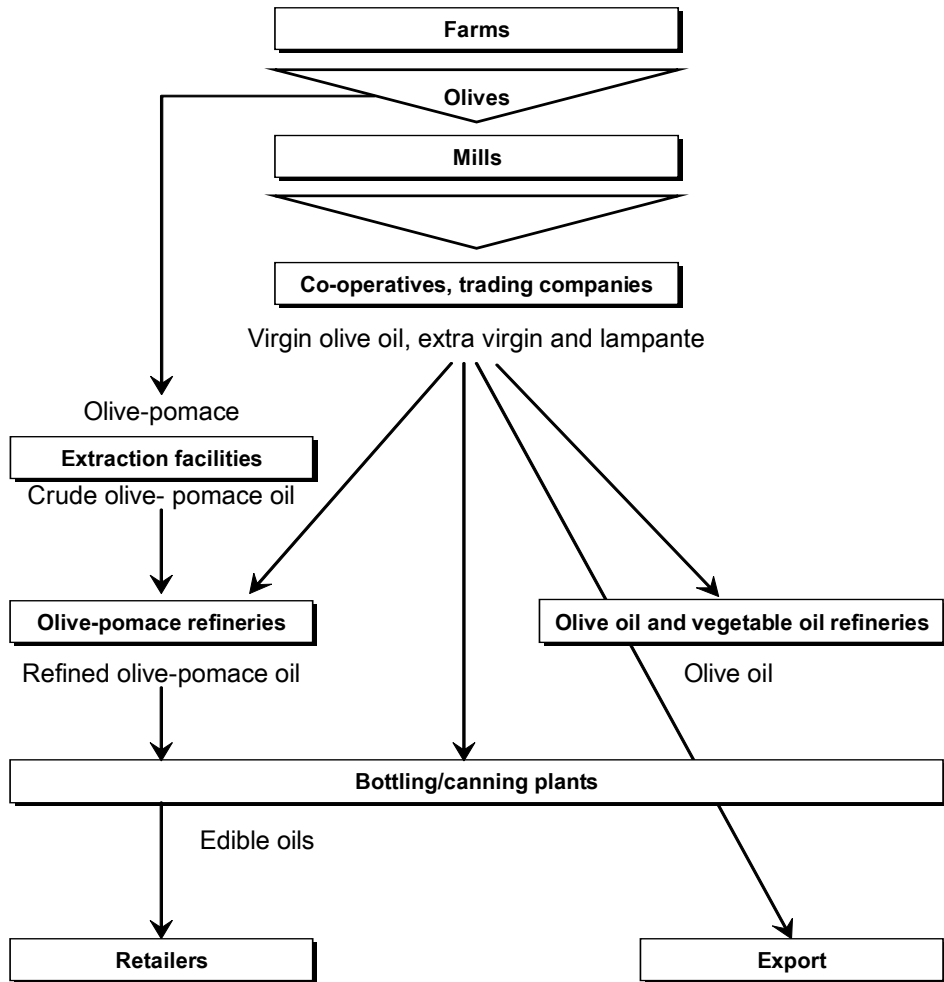 Farms
Olives
Mills
Co-operatives, trading companies
Virgin olive oil, extra virgin and lampante
Olive-pomace
Extraction facilities
Crude olive- pomace oil
Olive-pomace refineries
Olive oil and vegetable oil refineries
Refined olive-pomace oil
Olive oil
Bottling/canning plants
Edible oils
Retailers
Export